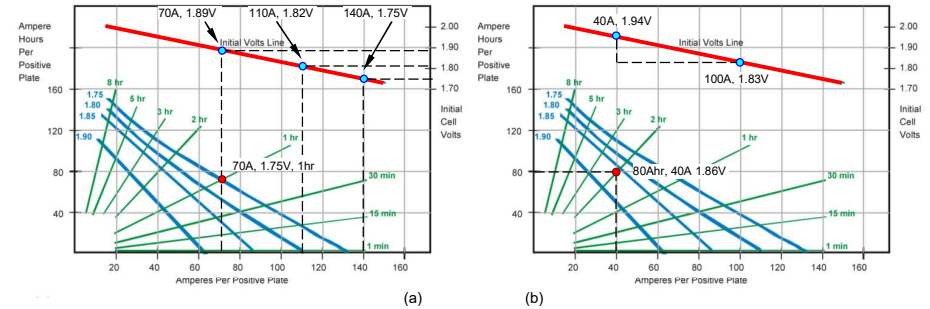 70A, 1.89V
110A, 1.82V
140A, 1.75V
Ampere
Hours
Per
Positive
Plate
Initial Volts Line
2.00
1.90
1.80
1.70
Initial
Cell
Volts
160
120
80
40
8 hr
5 hr
3 hr
2 hr
1 hr
30 min
15 min
1 min
1.75
1.80
1.85
1.90
70A, 1.75V, 1hr
20
40
60
80
100
120
140
160
Amperes Per Positive Plate
(a)
40A, 1.94V
Ampere
Hours
Per
Positive
Plate
Initial Volts Line
100A, 1.83V
2.00
1.90
1.80
1.70
Initial
Cell
Volts
160
120
80
40
8 hr
5 hr
3 hr
2 hr
1 hr
30 min
15 min
1 min
1.75
1.80
1.85
1.90
80Ahr, 40A 1.86V
20
40
60
80
100
120
140
160
Amperes Per Positive Plate
(b)